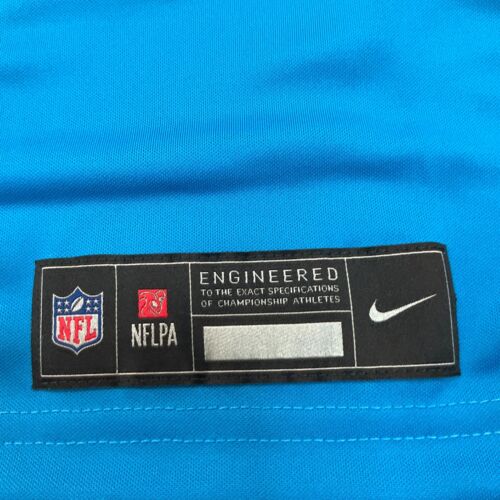 NFL
NFLPA
ENGINEERED
TO THE EXACT SPECIFICATIONS
OF CHAMPIONSHIP ATHLETES